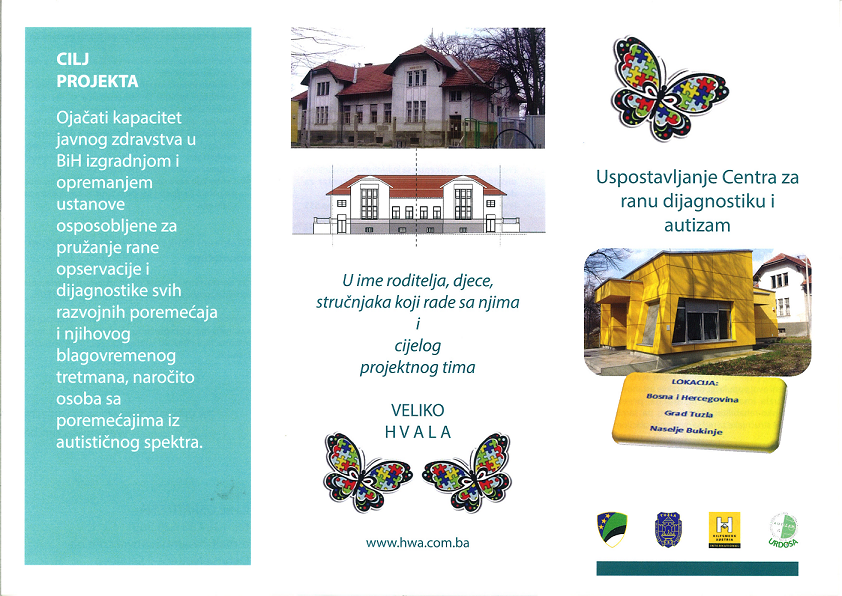 CILJ
PROJEKTA
Ojačati kapacitet
javnog zdravstva u
BiH izgradnjom i
opremanjem
ustanove
osposobljene za
pružanje rane
opservacije i
dijagnostike svih
razvojnih poremećaja
i njihovog
blagovremenog
tretmana, naročito
osoba sa
poremećajima iz
autističnog spektra.
U ime roditelja, djece,
stručnjaka koji rade sa njima
i
cijelog
projektnog tima
VELIKO
H V A L A
www.hwa.com.ba
Uspostavljanje Centra za
ranu dijagnostiku i
autizam
LOKACIJA:
Bosna i Hercegovina
Grad Tuzla
Naselje Bukinje
TUZLA
HILFSWERK
AUSTRIA
URDOSA